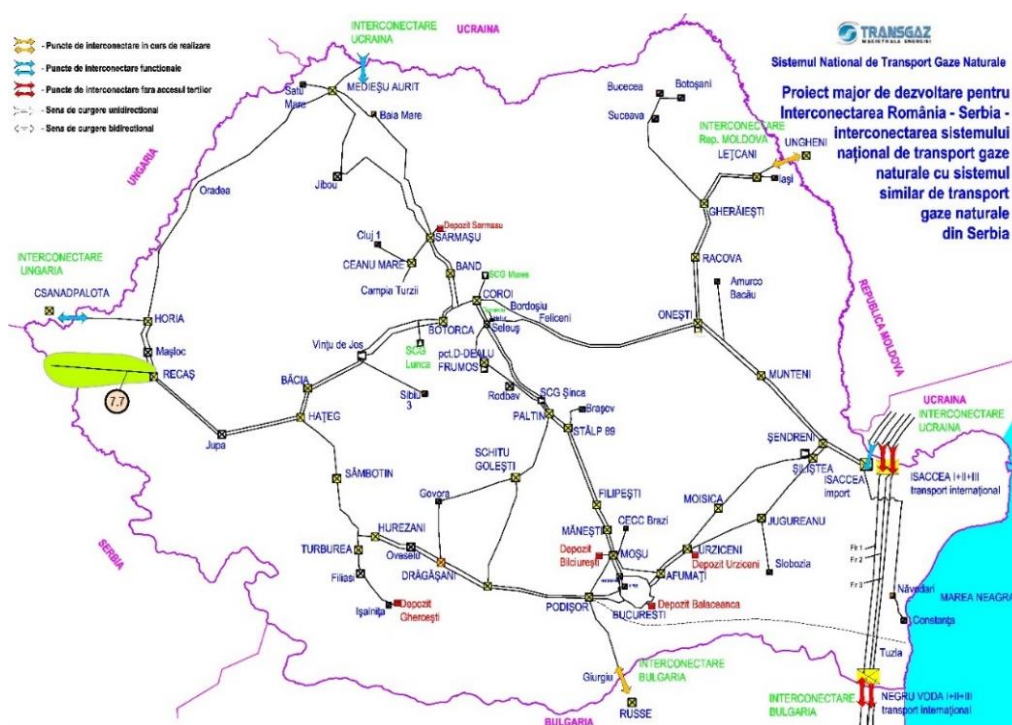 INTERCONECTARE
UCRAINA
UCRAINA
TRANSGAZ
Sistemul National de Transport Gaze Naturale
Proiect major de dezvoltare pentru
Interconectarea România - Serbia -
interconectarea sistemului
național de transport gaze
naturale cu sistemul
similar de transport
gaze naturale
din Serbia
- Puncte de interconectare in curs de realizare
- Puncte de interconectare functionale
- Puncte de interconectare fara accesul tertilor
- Sens de curgere unidirectional
- Sens de curgere bidirectional
MEDIEȘU AURIT
Satu
Mare
Baia Mare
Bucecea
Botoșani
Suceava
INTERCONECTARE
Rep. MOLDOVA
UNGHENI
LEȚCANI
Iași
UNGARIA
Oradea
Jibou
GHERĂIEȘTI
Cluj 1
Depozit Sarmasu
SĂRMAȘU
CEANU MARE
Campia Turzii
BAND
RACOVA
Amurco
Bacău
REPUBLICA MOLDOVA
INTERCONECTARE
UNGARIA
CSANADPALOTA
HORIA
Mașloc
RECAȘ
7.7
COROI
Bordoșiu
Feliceni
ONEȘTI
BOTORCA
Seleuș
SCG
Lunca
Vințu de Jos
pct.D-DEALU
FRUMOS
MUNTENI
BĂCIA
Sibiu
3
Rodbav
SCG Șinca
HAȚEG
PALTIN
Brașov
STÂLP 89
Jupa
UCRAINA
INTERCONECTARE
UCRAINA
ȘENDRENI
SILIȘTEA
ISACCEA
import
ISACCEA I+II+III
transport international
SÂMBOTIN
SCHITU
GOLEȘTI
Govora
FILIPEȘTI
MOISICA
HUREZANI
CECC Brazi
MĂNEȘTI
JUGUREANU
SERBIA
TURBUREA
Ovaselu
DRĂGĂȘANI
Depozit
Bilciurești
MOȘU
URZICENI
Depozit Urziceni
Slobozia
Fir 1
Fir 2
Fir 3
Filiași
AFUMAȚI
Ișalnița
Depozit
Ghercești
PODIȘOR
BUCUREȘTI
Depozit Balaceanca
Năvodari
MAREA NEAGRA
Constanța
Tuzla
Giurgiu
INTERCONECTARE
BULGARIA
RUSSE
BULGARIA
INTERCONECTARE
BULGARIA
NEGRU VODA I+II+III
transport international